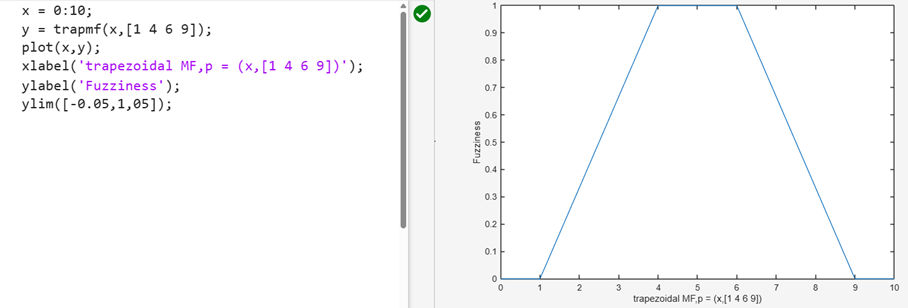 x = 0:10;
y = trapmf(x,[1 4 6 9]);
plot(x,y);
xlabel('trapezoidal MF,p = (x,[1 4 6 9])');
ylabel('Fuzziness');
ylim([-0.05,1,05]);
1
0.9
0.8
0.7
0.6
0.5
0.4
0.3
0.2
0.1
0
Fuzziness
0 1 2 3 4 5 6 7 8 9 10
trapezoidal MF,p = (x,[1 4 6 9])